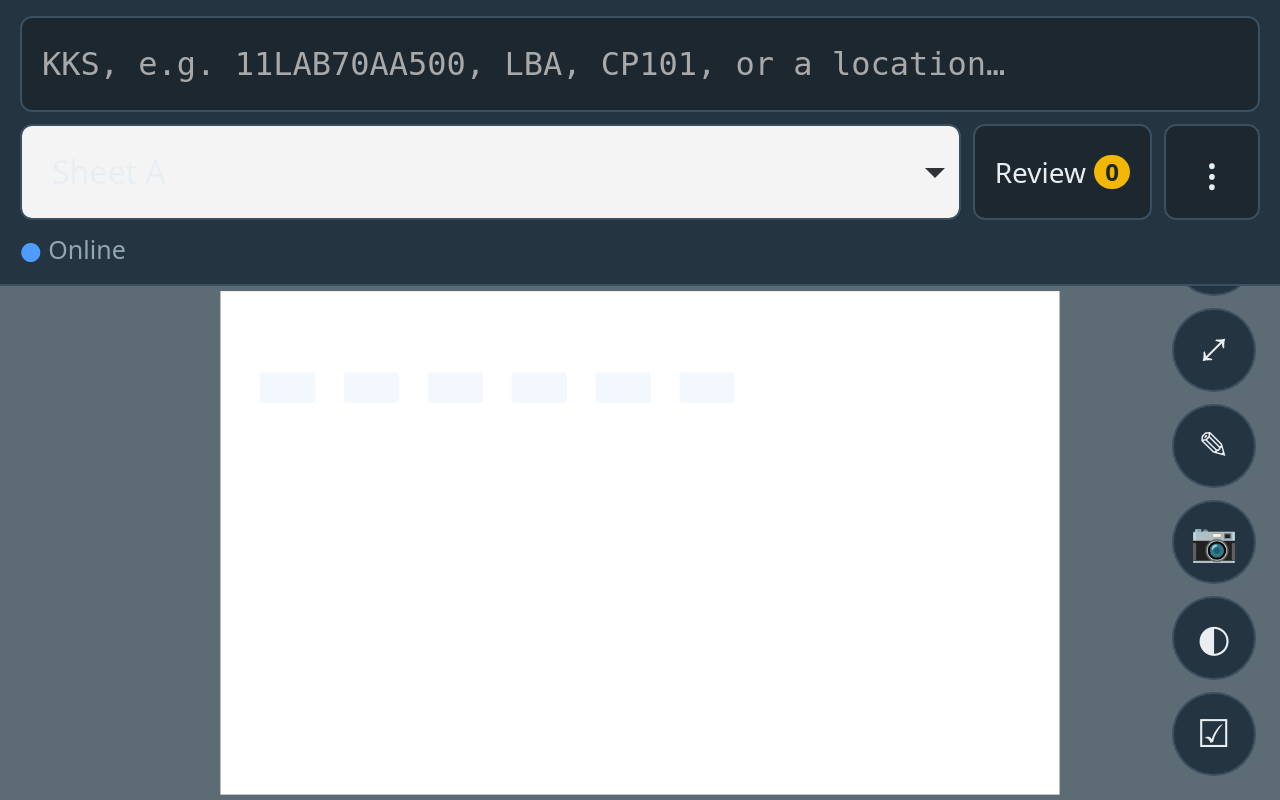 KKS, e.g. 11LAB70AA500, LBA, CP101, or a location…
Sheet A
Review 0
Online